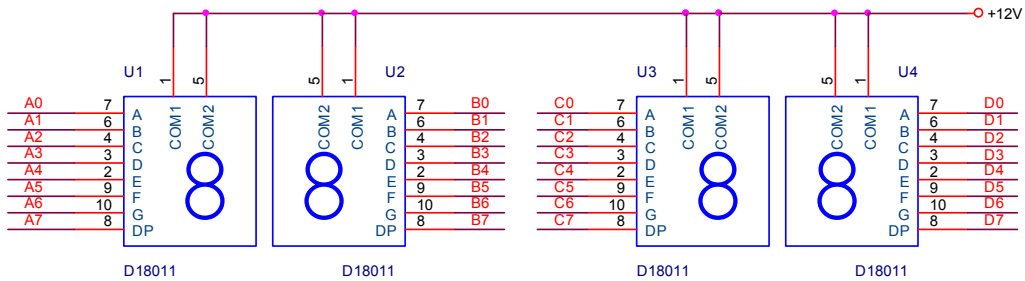 +12V
U1 U2 U3 U4
1 5 5 1 1 5 5 1
COM1 COM2 COM2 COM1 COM1 COM2 COM2 COM1
A0 7 A A 7 B0 C0 7 A A 7 D0
A1 6 B B 6 B1 C1 6 B B 6 D1
A2 4 C C 4 B2 C2 4 C C 4 D2
A3 3 D D 3 B3 C3 3 D D 3 D3
A4 2 E E 2 B4 C4 2 E E 2 D4
A5 9 F F 9 B5 C5 9 F F 9 D5
A6 10 G G 10 B6 C6 10 G G 10 D6
A7 8 DP DP 8 B7 C7 8 DP DP 8 D7
D18011 D18011 D18011 D18011